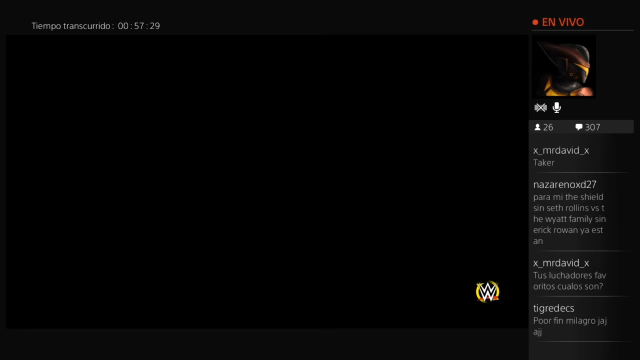 Tiempo transcurrido: 00:57:29
EN VIVO
26
307
x_mrdavid_x
Taker
nazarenoxd27
para mi the shield
sin seth rollins vs t
he wyatt family sin
erick rowan ya est
an
x_mrdavid_x
Tus luchadores fav
oritos cualos son?
tigredecs
Poor fin milagro jaj
ajj
W